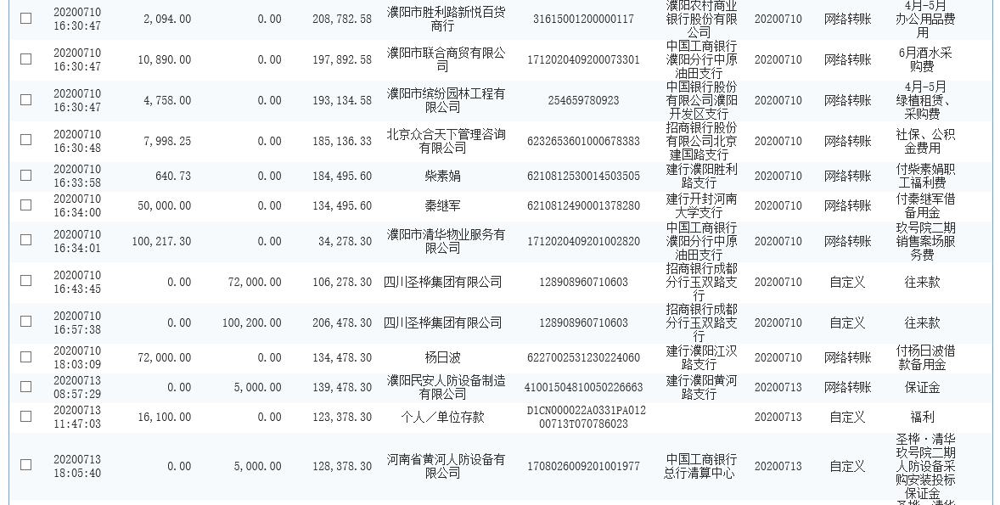 20200710 16:30:47 2,094.00 0.00 208,782.58 濮阳市胜利路新悦百货商行 31615001200000117 濮阳农村商业银行股份有限公司 20200710 网络转账 4月-5月办公用品费用
20200710 16:30:47 10,890.00 0.00 197,892.58 濮阳市联合商贸有限公司 1712020409200073301 中国工商银行濮阳分行中原油田支行 20200710 网络转账 6月酒水采购费
20200710 16:30:47 4,758.00 0.00 193,134.58 濮阳市缤纷园林工程有限公司 254659780923 中国银行股份有限公司濮阳开发区支行 20200710 网络转账 4月-5月绿植租赁、采购费
20200710 16:30:48 7,998.25 0.00 185,136.33 北京众合天下管理咨询有限公司 6232653601000678383 招商银行股份有限公司北京建国路支行 20200710 网络转账 社保、公积金费用
20200710 16:33:58 640.73 0.00 184,495.60 柴素娟 6210812530014503505 建行濮阳胜利路支行 20200710 网络转账 付柴素娟职工福利费
20200710 16:34:00 50,000.00 0.00 134,495.60 秦继军 6210812490001378280 建行开封河南大学支行 20200710 网络转账 付秦继军借备用金
20200710 16:34:01 100,217.30 0.00 34,278.30 濮阳市清华物业服务有限公司 1712020409201002820 中国工商银行濮阳分行中原油田支行 20200710 网络转账 玖号院二期销售案场服务费
20200710 16:43:45 0.00 72,000.00 106,278.30 四川圣桦集团有限公司 128908960710603 招商银行成都分行玉双路支行 20200710 自定义 往来款
20200710 16:57:38 0.00 100,200.00 206,478.30 四川圣桦集团有限公司 128908960710603 招商银行成都分行玉双路支行 20200710 自定义 往来款
20200710 18:03:09 72,000.00 0.00 134,478.30 杨日波 6227002531230224060 建行濮阳江汉路支行 20200710 网络转账 付杨日波借款备用金
20200713 08:57:29 0.00 5,000.00 139,478.30 濮阳民安人防设备制造有限公司 41001504810050226663 建行濮阳黄河路支行 20200713 网络转账 保证金
20200713 11:47:03 16,100.00 0.00 123,378.30 个人／单位存款 D1CN000022A0331PA01200713T070786023 20200713 自定义 福利
20200713 18:05:40 0.00 5,000.00 128,378.30 河南省黄河人防设备有限公司 1708026009201001977 中国工商银行总行清算中心 20200713 自定义 圣桦·清华玖号院二期人防设备采购安装投标保证金